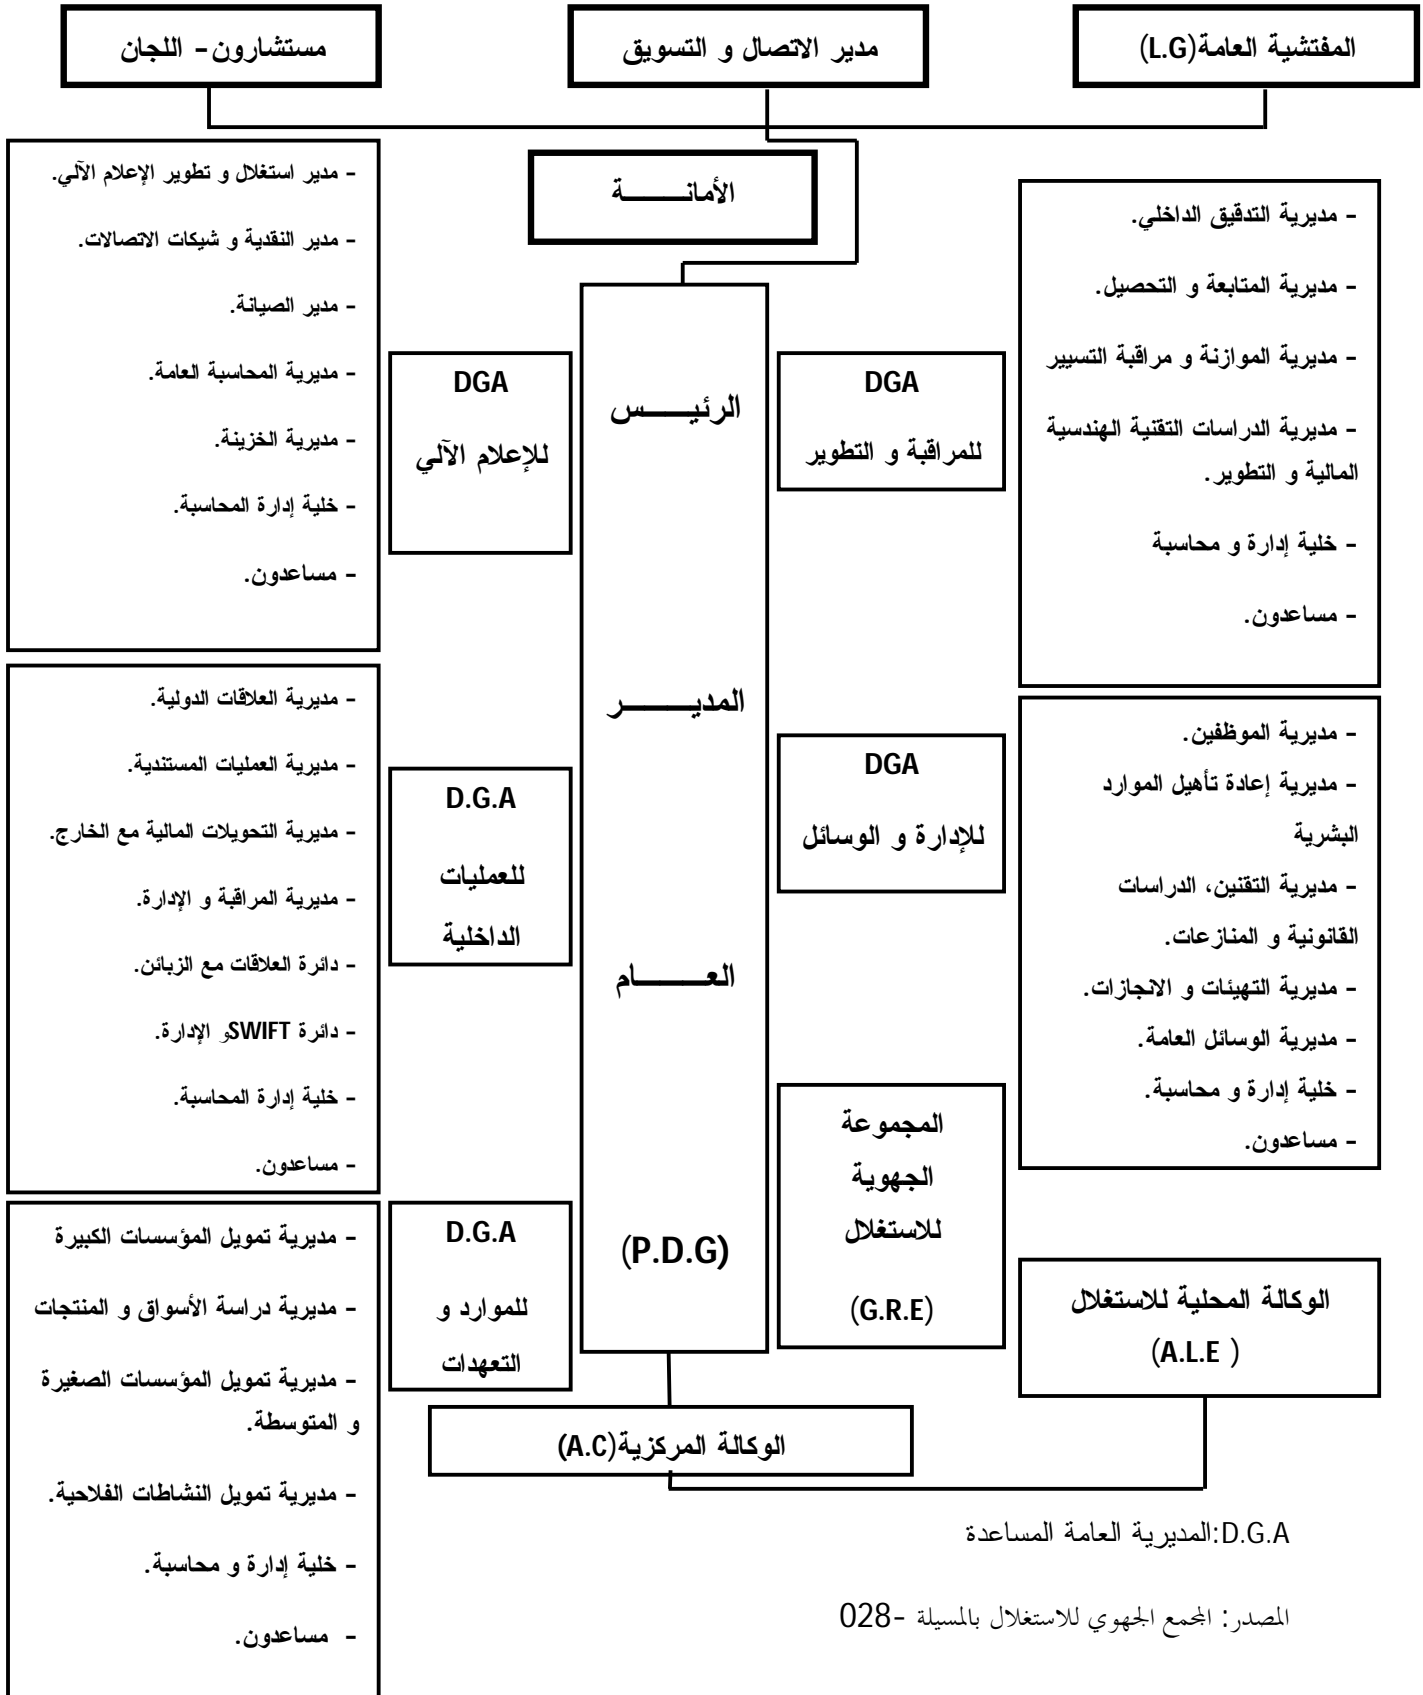 المفتشية العامة(L.G)
مدير الاتصال و التسويق
مستشارون- اللجان
الأمانــــــــة
- مديرية التدقيق الداخلي.
- مديرية المتابعة و التحصيل.
- مديرية الموازنة و مراقبة التسيير
- مديرية الدراسات التقنية الهندسية
المالية و التطوير.
- خلية إدارة و محاسبة
- مساعدون.
DGA
للمراقبة و التطوير
الرئيــــــس
المديــــــــر
العــــــــام
(P.D.G)
DGA
للإعلام الآلي
- مدير استغلال و تطوير الإعلام الآلي.
- مدير النقدية و شبكات الاتصالات.
- مدير الصيانة.
- مديرية المحاسبة العامة.
- مديرية الخزينة.
- خلية إدارة المحاسبة.
- مساعدون.
- مديرية الموظفين.
- مديرية إعادة تأهيل الموارد
البشرية
- مديرية التقنين، الدراسات
القانونية و المنازعات.
- مديرية التهيئات و الانجازات.
- مديرية الوسائل العامة.
- خلية إدارة و محاسبة.
- مساعدون.
DGA
للإدارة و الوسائل
D.G.A
للعمليات
الداخلية
- مديرية العلاقات الدولية.
- مديرية العمليات المستندية.
- مديرية التحويلات المالية مع الخارج.
- مديرية المراقبة و الإدارة.
- دائرة العلاقات مع الزبائن.
- دائرة SWIFTو الإدارة.
- خلية إدارة المحاسبة.
- مساعدون.
المجموعة
الجهوية
للاستغلال
(G.R.E)
الوكالة المحلية للاستغلال
(A.L.E )
D.G.A
للموارد و
التعهدات
- مديرية تمويل المؤسسات الكبيرة
- مديرية دراسة الأسواق و المنتجات
- مديرية تمويل المؤسسات الصغيرة
و المتوسطة.
- مديرية تمويل النشاطات الفلاحية.
- خلية إدارة و محاسبة.
- مساعدون.
الوكالة المركزية(A.C)
D.G.A:المديرية العامة المساعدة
المصدر: المجمع الجهوي للاستغلال بالمسيلة -028